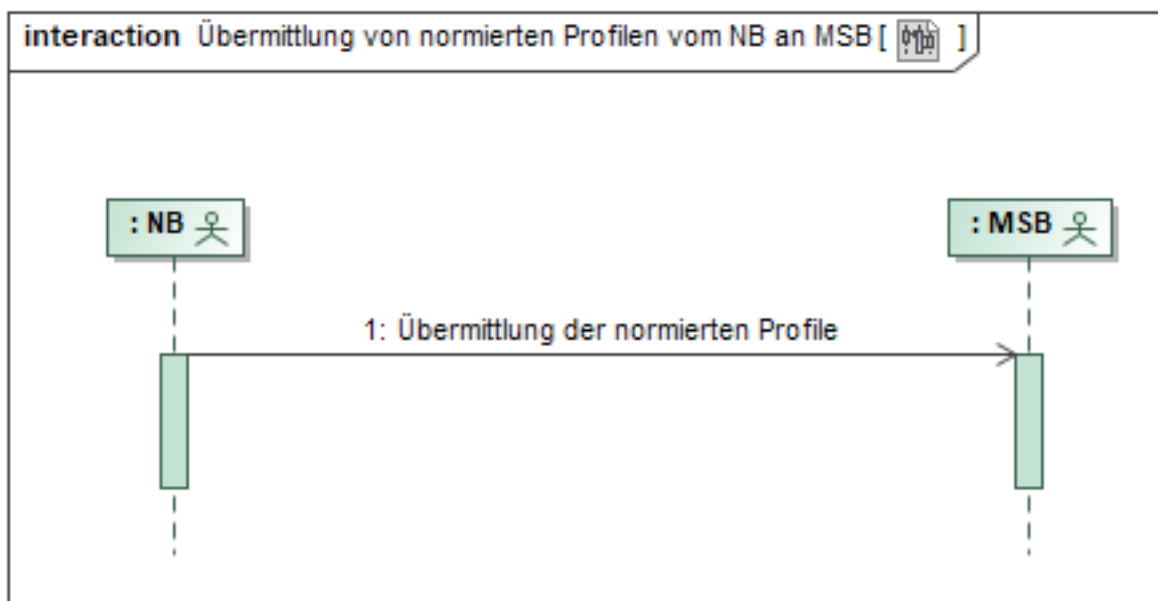 interaction Übermittlung von normierten Profilen vom NB an MSB [ ]
: NB
: MSB
1: Übermittlung der normierten Profile